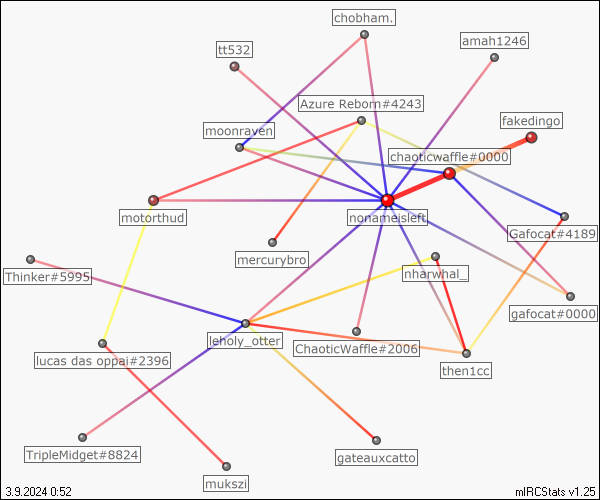 chobham.
amah1246
tt532
Azure Reborn#4243
fakedingo
moonraven
chaoticwaffle#0000
motorthud
nonameisleft
Gafocat#4189
mercurybro
Thinker#5995
nharwhal_
gafocat#0000
leholy_otter
ChaoticWaffle#2006
lucas das oppai#2396
then1cc
TripleMidget#8824
gateauxcatto
mukszi
3.9.2024 0:52
mIRCStats v1.25